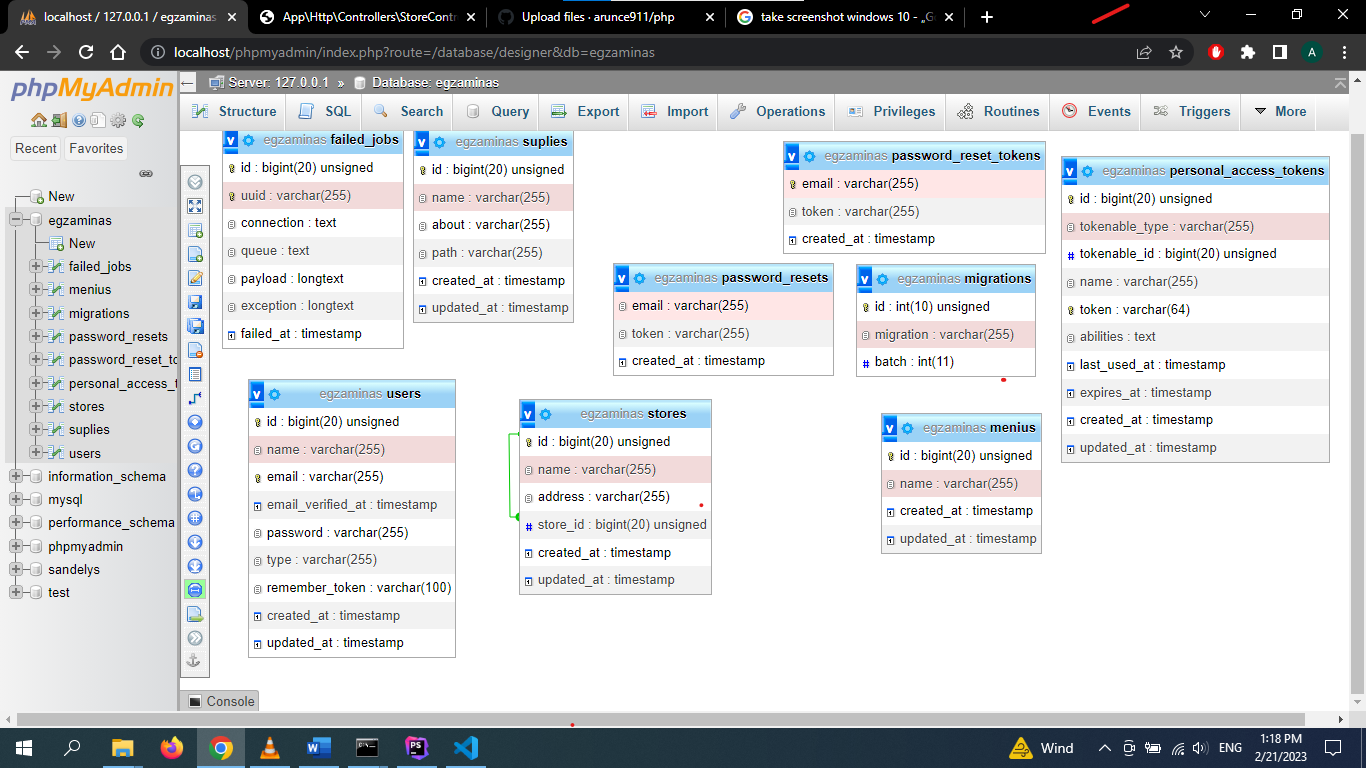 localhost / 127.0.0.1 / egzaminas
App\Http\Controllers\StoreContr
Upload files · arunce911/php
take screenshot windows 10 - „G
localhost/phpmyadmin/index.php?route=/database/designer&db=egzaminas
A
phpMyAdmin
Server: 127.0.0.1 » Database: egzaminas
Structure SQL Search Query Export Import Operations Privileges Routines Events Triggers More
Recent Favorites
New
egzaminas
New
failed_jobs
menius
migrations
password_resets
password_reset_to
personal_access_t
stores
suplies
users
information_schema
mysql
performance_schema
phpmyadmin
sandelys
test
v egzaminas failed_jobs
id : bigint(20) unsigned
uuid : varchar(255)
connection : text
queue : text
payload : longtext
exception : longtext
failed_at : timestamp
v egzaminas suplies
id : bigint(20) unsigned
name : varchar(255)
about : varchar(255)
path : varchar(255)
created_at : timestamp
updated_at : timestamp
v egzaminas password_reset_tokens
email : varchar(255)
token : varchar(255)
created_at : timestamp
v egzaminas personal_access_tokens
id : bigint(20) unsigned
tokenable_type : varchar(255)
# tokenable_id : bigint(20) unsigned
name : varchar(255)
token : varchar(64)
abilities : text
last_used_at : timestamp
expires_at : timestamp
created_at : timestamp
updated_at : timestamp
v egzaminas password_resets
email : varchar(255)
token : varchar(255)
created_at : timestamp
v egzaminas migrations
id : int(10) unsigned
migration : varchar(255)
# batch : int(11)
v egzaminas users
id : bigint(20) unsigned
name : varchar(255)
email : varchar(255)
email_verified_at : timestamp
password : varchar(255)
type : varchar(255)
remember_token : varchar(100)
created_at : timestamp
updated_at : timestamp
v egzaminas stores
id : bigint(20) unsigned
name : varchar(255)
address : varchar(255)
# store_id : bigint(20) unsigned
created_at : timestamp
updated_at : timestamp
v egzaminas menius
id : bigint(20) unsigned
name : varchar(255)
created_at : timestamp
updated_at : timestamp
Console
Wind
ENG
1:18 PM
2/21/2023